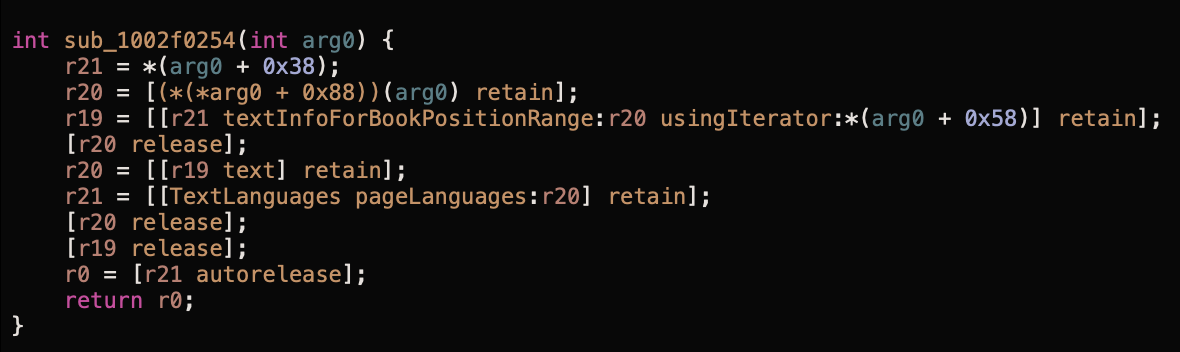 int sub_1002f0254(int arg0) {
    r21 = *(arg0 + 0x38);
    r20 = [(*(*arg0 + 0x88))(arg0) retain];
    r19 = [[r21 textInfoForBookPositionRange:r20 usingIterator:*(arg0 + 0x58)] retain];
    [r20 release];
    r20 = [[r19 text] retain];
    r21 = [[TextLanguages pageLanguages:r20] retain];
    [r20 release];
    [r19 release];
    r0 = [r21 autorelease];
    return r0;
}